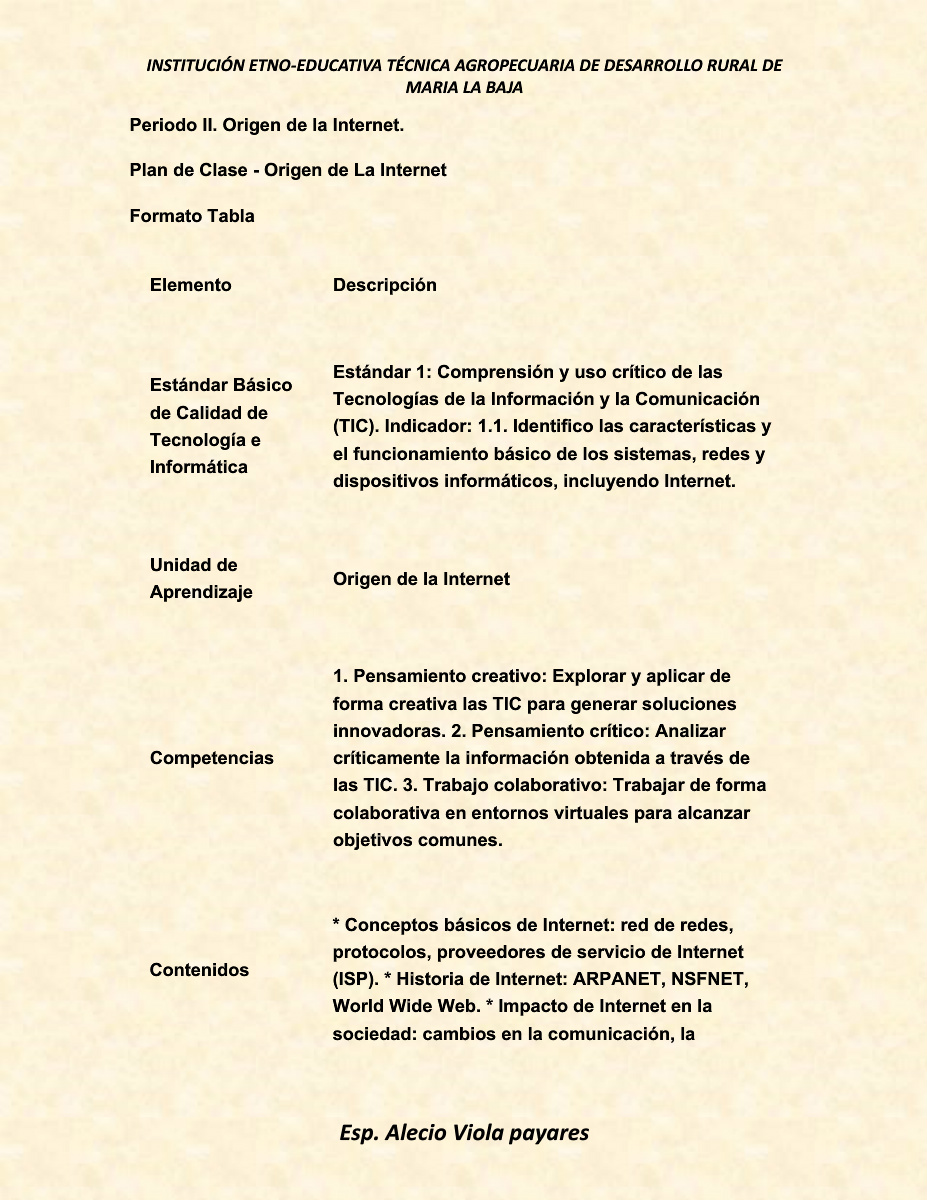 INSTITUCIÓN ETNO-EDUCATIVA TÉCNICA AGROPECUARIA DE DESARROLLO RURAL DE
MARIA LA BAJA
Periodo II. Origen de la Internet.
Plan de Clase - Origen de La Internet
Formato Tabla
Elemento
Descripción
Estándar Básico
de Calidad de
Tecnología e
Informática
Estándar 1: Comprensión y uso crítico de las
Tecnologías de la Información y la Comunicación
(TIC). Indicador: 1.1. Identifico las características y
el funcionamiento básico de los sistemas, redes y
dispositivos informáticos, incluyendo Internet.
Unidad de
Aprendizaje
Origen de la Internet
Competencias
1. Pensamiento creativo: Explorar y aplicar de
forma creativa las TIC para generar soluciones
innovadoras. 2. Pensamiento crítico: Analizar
críticamente la información obtenida a través de
las TIC. 3. Trabajo colaborativo: Trabajar de forma
colaborativa en entornos virtuales para alcanzar
objetivos comunes.
Contenidos
* Conceptos básicos de Internet: red de redes,
protocolos, proveedores de servicio de Internet
(ISP). * Historia de Internet: ARPANET, NSFNET,
World Wide Web. * Impacto de Internet en la
sociedad: cambios en la comunicación, la
Esp. Alecio Viola payares